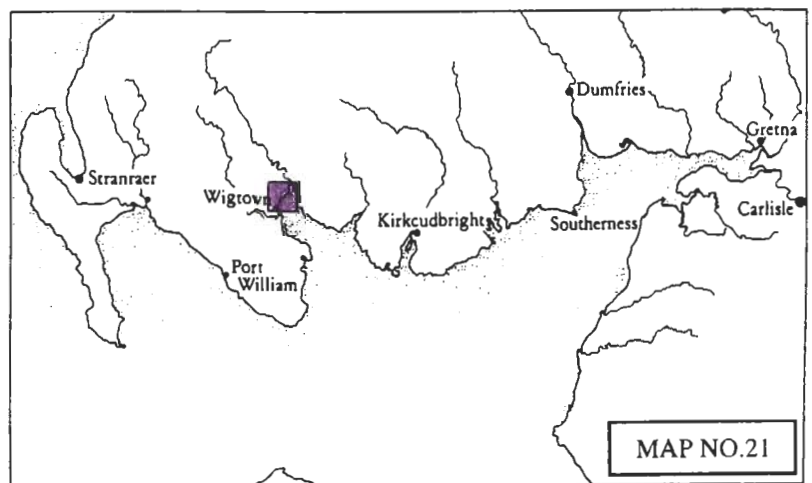 Dumfries
Gretna
Stranraer
Wigtown
Kirkcudbright
Southerness
Carlisle
Port
William
MAP NO.21